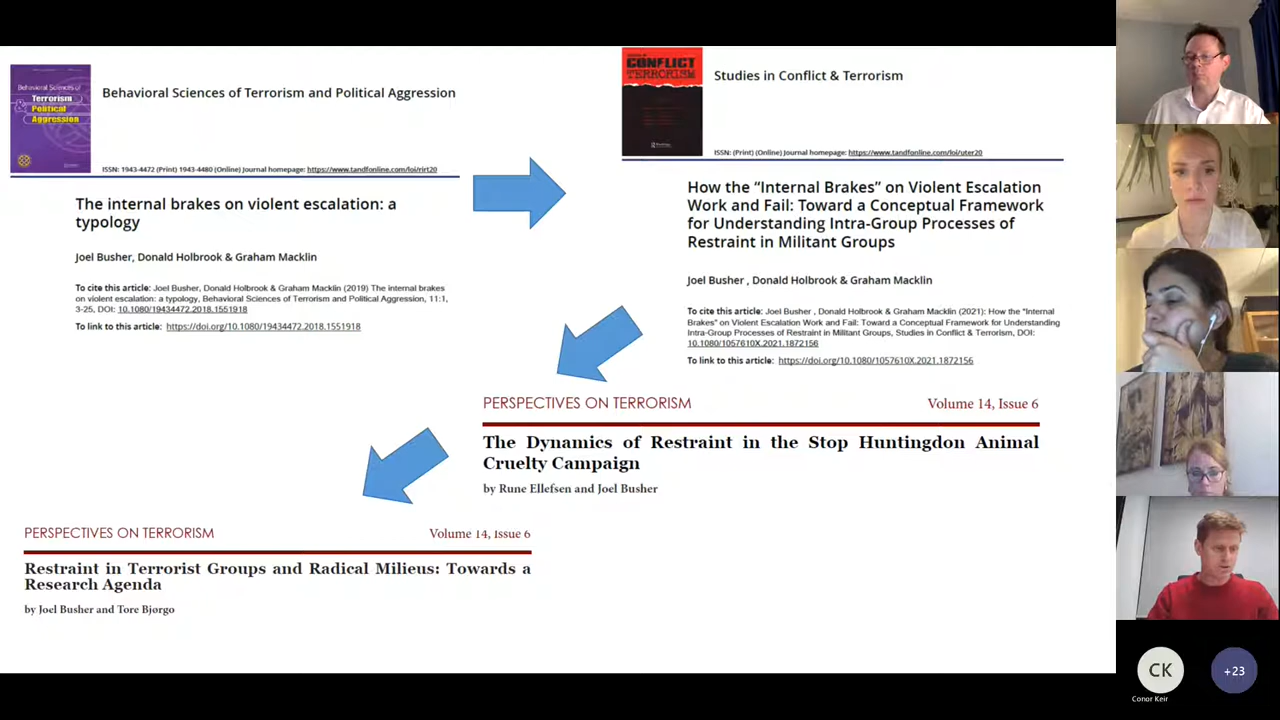 Behavioral Sciences of
Terrorism
Political
Aggression
Behavioral Sciences of Terrorism and Political Aggression
ISSN: 1943-4472 (Print) 1943-4480 (Online) Journal homepage: https://www.tandfonline.com/loi/rirt20
The internal brakes on violent escalation: a
typology
Joel Busher, Donald Holbrook & Graham Macklin
To cite this article: Joel Busher, Donald Holbrook & Graham Macklin (2019) The internal brakes
on violent escalation: a typology, Behavioral Sciences of Terrorism and Political Aggression, 11:1,
3-25, DOI: 10.1080/19434472.2018.1551918
To link to this article: https://doi.org/10.1080/19434472.2018.1551918
CONFLICT
TERRORISM
Studies in Conflict & Terrorism
ISSN: (Print) (Online) Journal homepage: https://www.tandfonline.com/loi/uter20
How the “Internal Brakes” on Violent Escalation
Work and Fail: Toward a Conceptual Framework
for Understanding Intra-Group Processes of
Restraint in Militant Groups
Joel Busher , Donald Holbrook & Graham Macklin
To cite this article: Joel Busher , Donald Holbrook & Graham Macklin (2021): How the “Internal
Brakes” on Violent Escalation Work and Fail: Toward a Conceptual Framework for Understanding
Intra-Group Processes of Restraint in Militant Groups, Studies in Conflict & Terrorism, DOI:
10.1080/1057610X.2021.1872156
To link to this article: https://doi.org/10.1080/1057610X.2021.1872156
PERSPECTIVES ON TERRORISM Volume 14, Issue 6
The Dynamics of Restraint in the Stop Huntingdon Animal
Cruelty Campaign
by Rune Ellefsen and Joel Busher
PERSPECTIVES ON TERRORISM Volume 14, Issue 6
Restraint in Terrorist Groups and Radical Milieus: Towards a
Research Agenda
by Joel Busher and Tore Bjørgo
CK
+23
Conor Keir